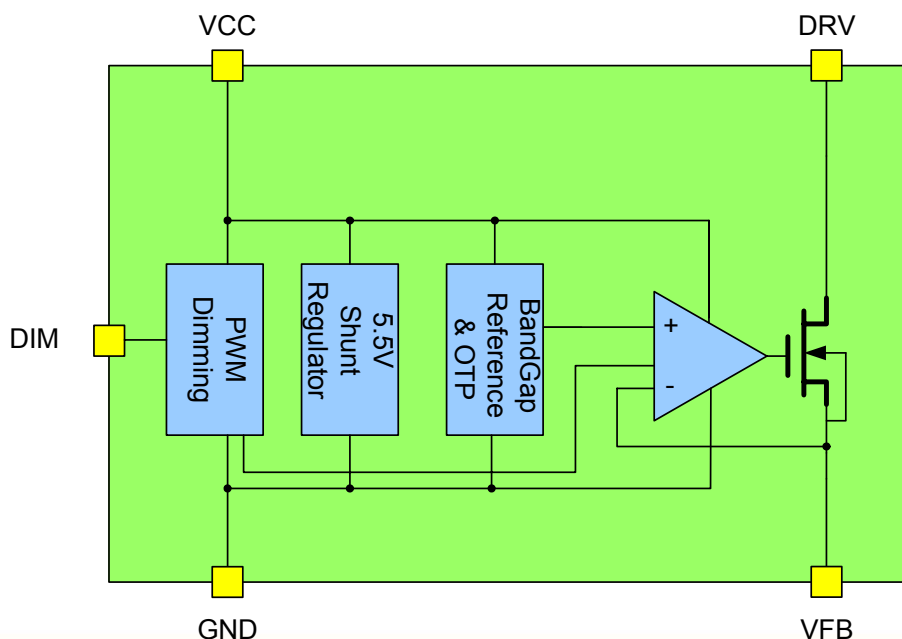 VCC
DRV
DIM
PWM
Dimming
5.5V
Shunt
Regulator
BandGap
Reference
& OTP
+
-
GND
VFB